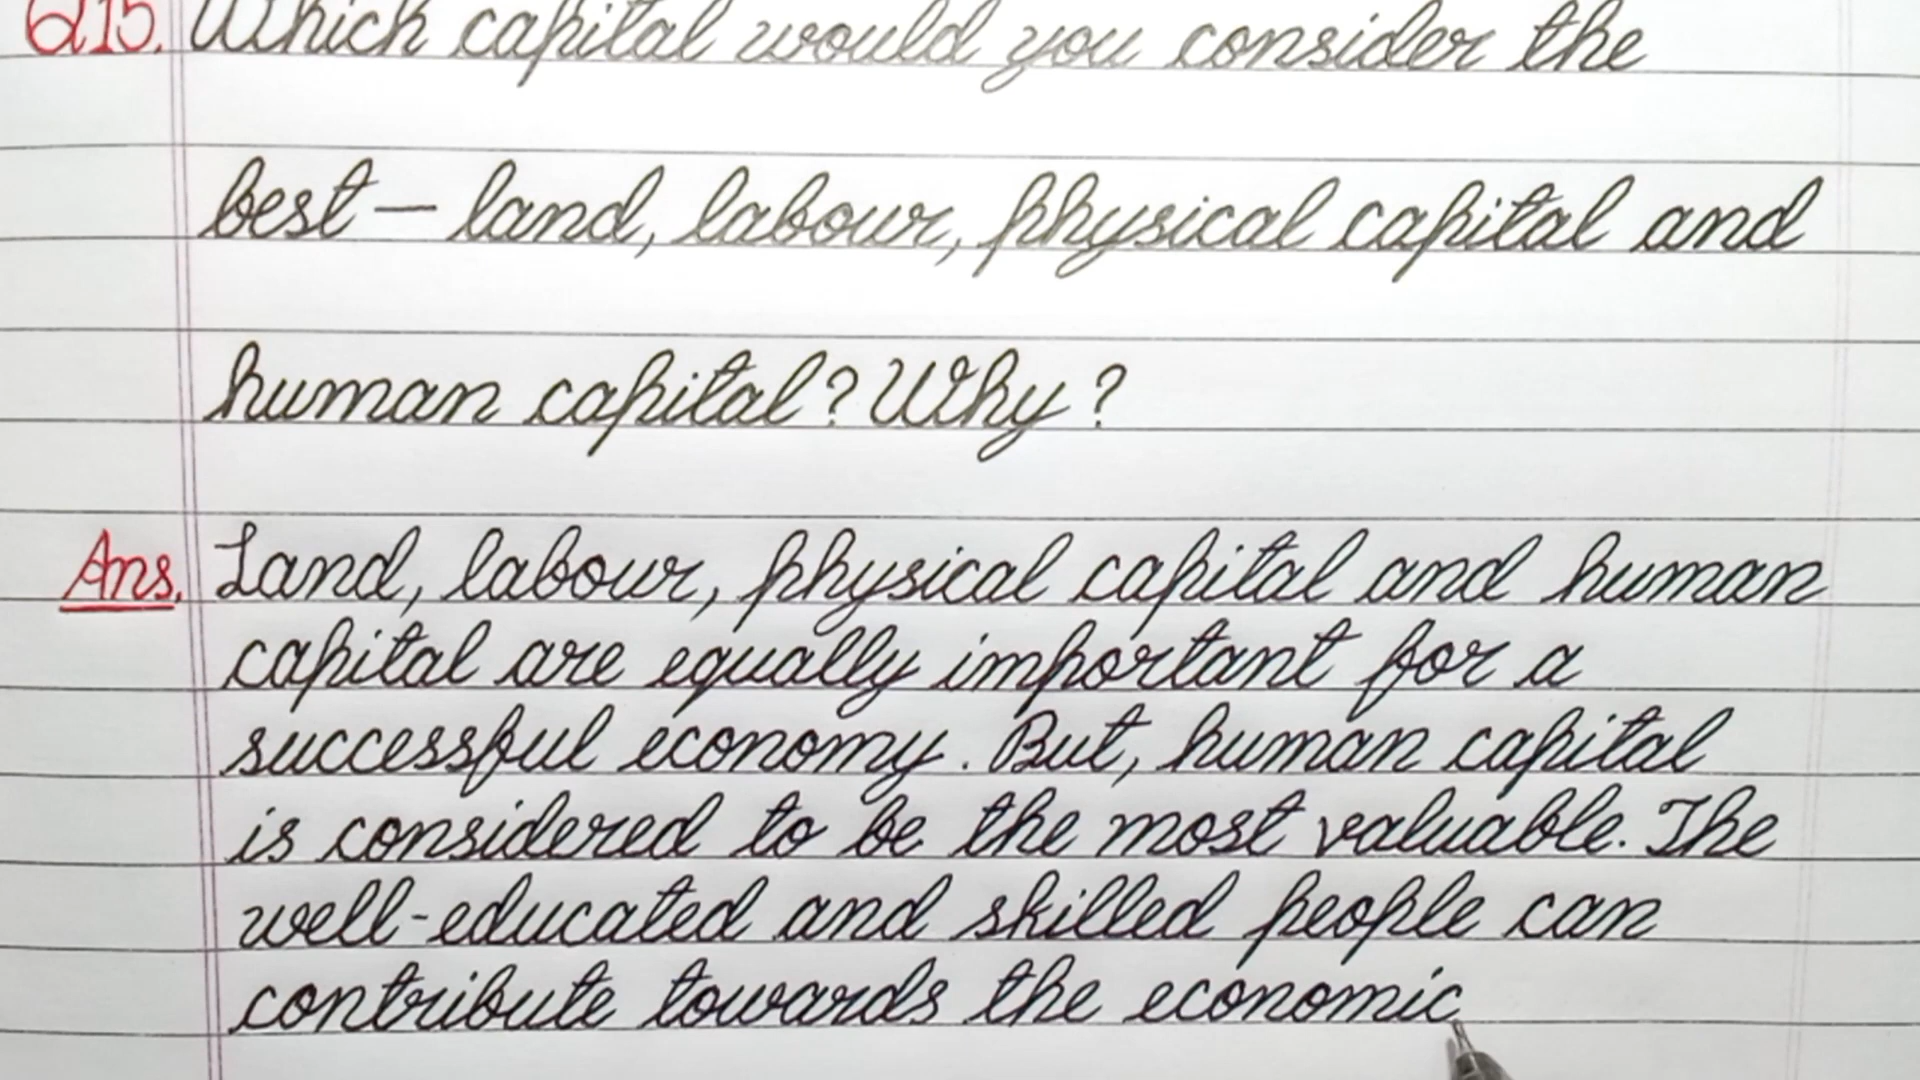 Q15. Which capital would you consider the
best – land, labour, physical capital and
human capital? Why?
Ans. Land, labour, physical capital and human
capital are equally important for a
successful economy. But, human capital
is considered to be the most valuable. The
well-educated and skilled people can
contribute towards the economic